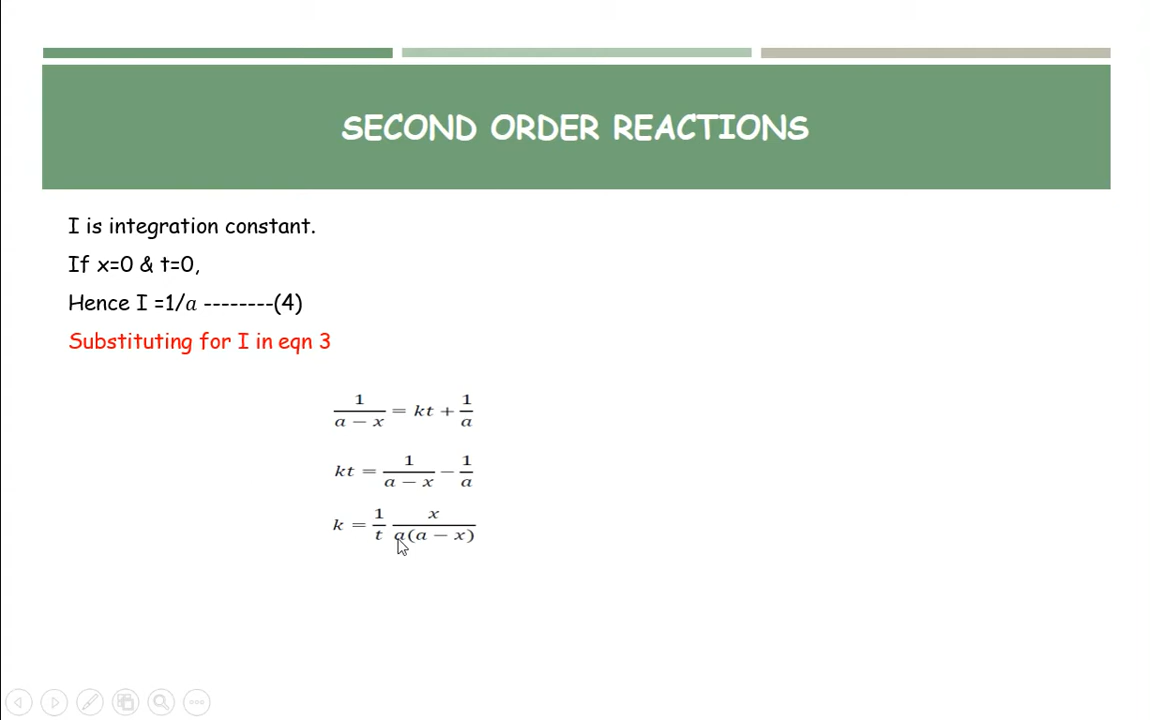 SECOND ORDER REACTIONS
I is integration constant.
If x=0 & t=0,
Hence I =1/a --------(4)
Substituting for I in eqn 3
1/(a − x) = kt + 1/a
kt = 1/(a − x) − 1/a
k = 1/t x/a(a − x)